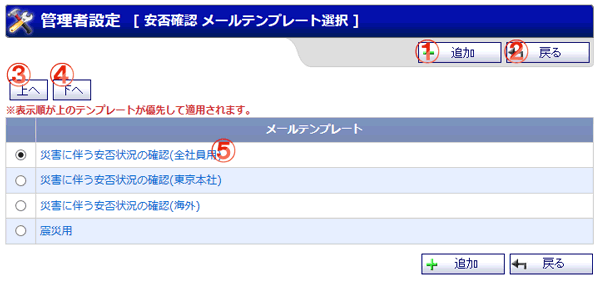 管理者設定 [ 安否確認 メールテンプレート選択 ]
① 追加 ② 戻る
③ ④
上へ 下へ
※表示順が上のテンプレートが優先して適用されます。
メールテンプレート
災害に伴う安否状況の確認(全社員用) ⑤
災害に伴う安否状況の確認(東京本社)
災害に伴う安否状況の確認(海外)
震災用
追加 戻る